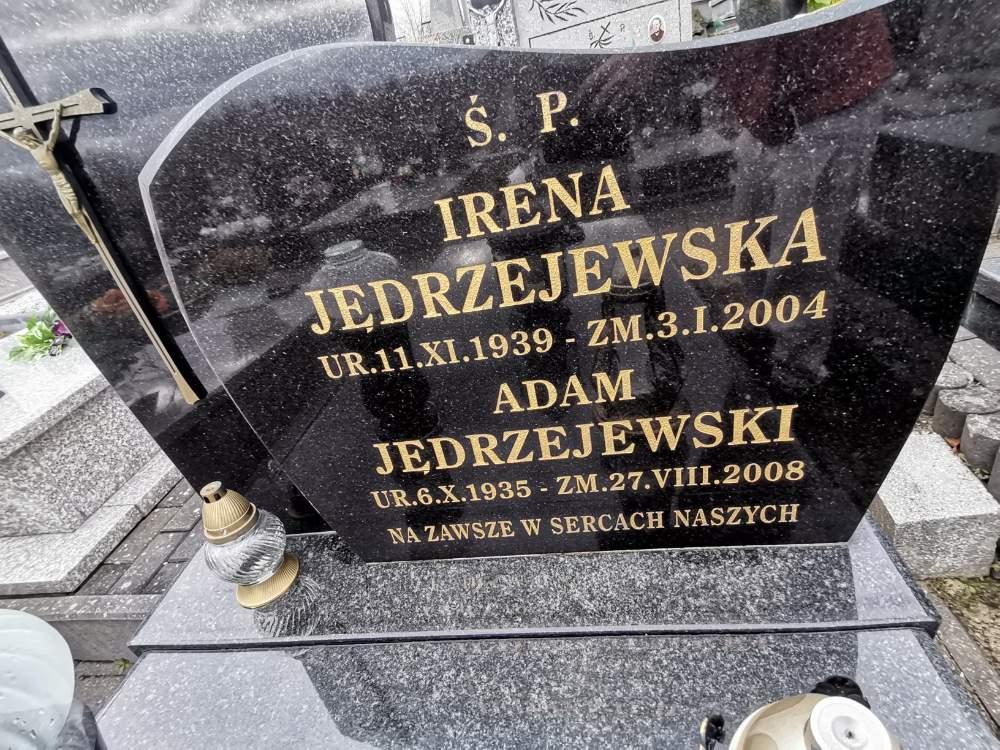 Ś. P.
IRENA
JĘDRZEJEWSKA
UR.11.XI.1939 - ZM.3.I.2004
ADAM
JĘDRZEJEWSKI
UR.6.X.1935 - ZM.27.VIII.2008
NA ZAWSZE W SERCACH NASZYCH